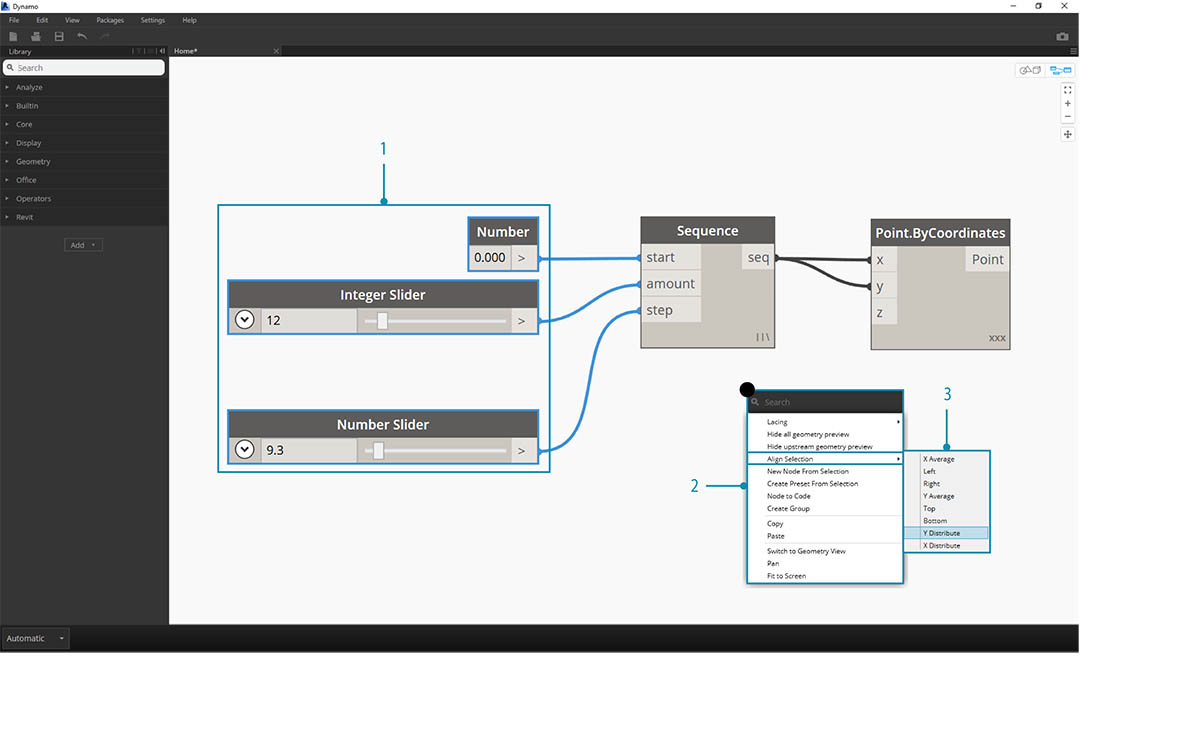 Dynamo
File Edit View Packages Settings Help
Library
Home*
Search
Analyze
BuiltIn
Core
Display
Geometry
Office
Operators
Revit
Add
1
Number
0.000 >
Integer Slider
12 >
Number Slider
9.3 >
Sequence
start seq
amount
step
Point.ByCoordinates
x Point
y
z
xxx
2
Search
Lacing
Hide all geometry preview
Hide upstream geometry preview
Align Selection
New Node From Selection
Create Preset From Selection
Node to Code
Create Group
Copy
Paste
Switch to Geometry View
Pan
Fit to Screen
3
X Average
Left
Right
Y Average
Top
Bottom
Y Distribute
X Distribute
Automatic